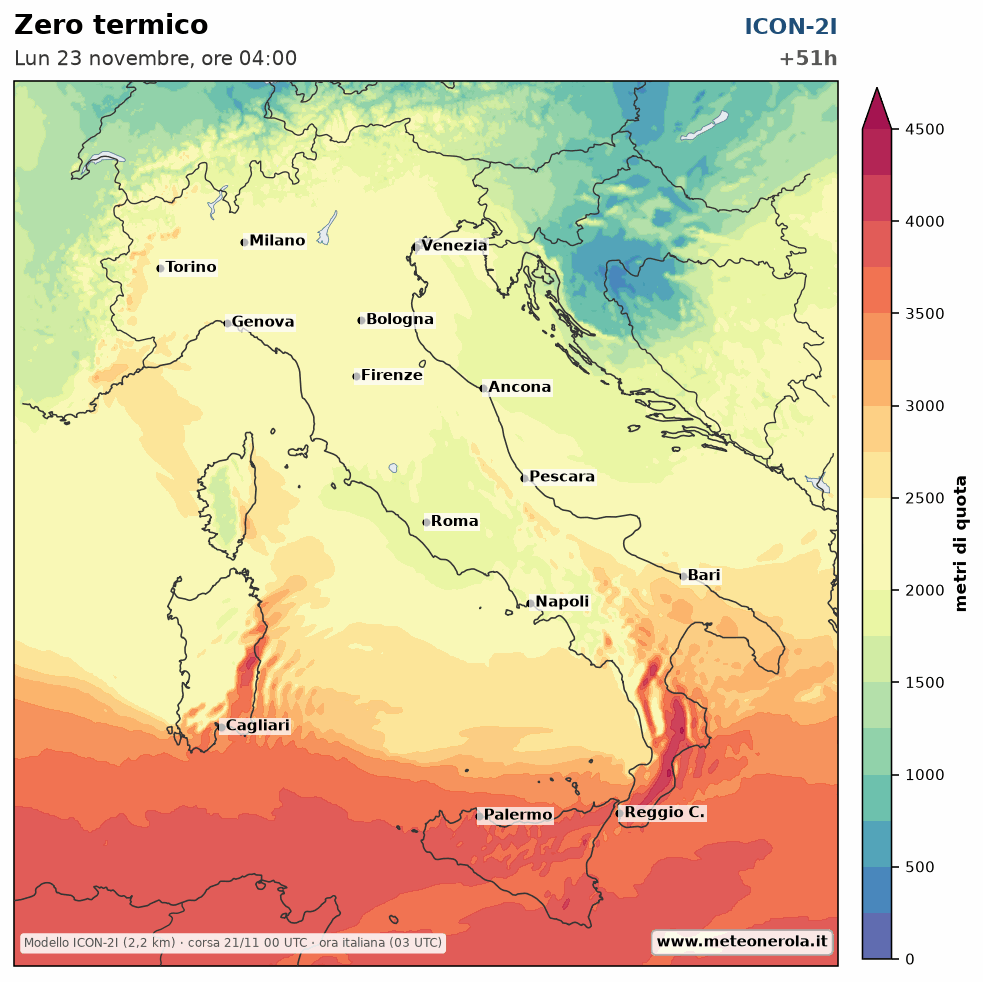 Zero termico
ICON-2I
Lun 23 novembre, ore 04:00
+51h
Milano
Venezia
Torino
Genova
Bologna
Firenze
Ancona
Pescara
Roma
Bari
Napoli
Cagliari
Palermo
Reggio C.
4500
4000
3500
3000
2500
2000
1500
1000
500
0
metri di quota
Modello ICON-2I (2,2 km) · corsa 21/11 00 UTC · ora italiana (03 UTC)
www.meteonerola.it